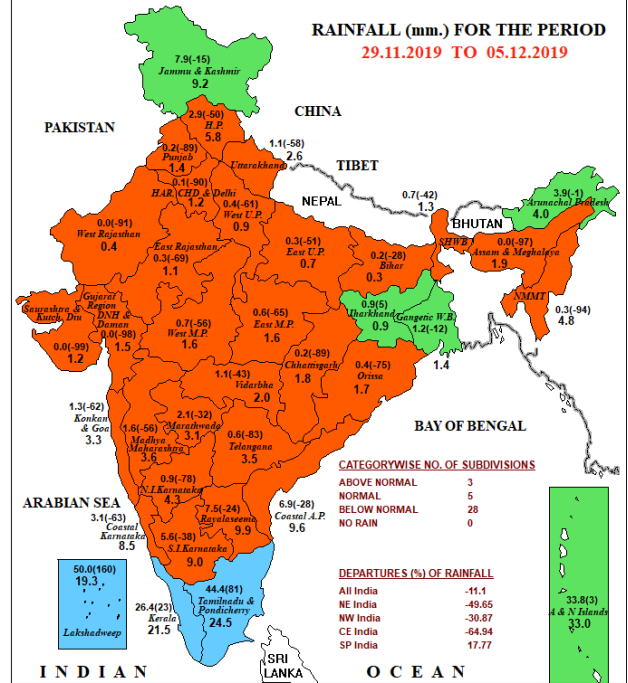 RAINFALL (mm.) FOR THE PERIOD
29.11.2019 TO 05.12.2019
7.9(-15)
Jammu & Kashmir
9.2
CHINA
PAKISTAN
2.9(-50)
H.P.
5.8
1.1(-58)
2.6
Uttarakhand
TIBET
0.2(-89)
Punjab
1.4
0.1(-90)
HAR. CHD & Delhi
1.2
0.4(-61)
West U.P.
0.9
NEPAL
0.7(-42)
1.3
BHUTAN
3.9(-1)
Arunachal Pradesh
4.0
0.0(-91)
West Rajasthan
0.4
East Rajasthan
0.3(-69)
1.1
0.3(-51)
East U.P.
0.7
0.2(-28)
Bihar
0.3
SHWB
0.0(-97)
Assam & Meghalaya
1.9
NMMT
0.3(-94)
4.8
Saurashtra &
Kutch, Diu
0.0(-99)
1.2
Gujarat
Region
DNH &
Daman
0.0(-98)
1.5
0.7(-56)
West M.P.
1.6
0.6(-65)
East M.P.
1.6
0.9(5)
Jharkhand
0.9
Gangetic W.B.
1.2(-12)
1.4
0.2(-89)
Chhattisgarh
1.8
0.4(-75)
Orissa
1.7
1.1(-43)
Vidarbha
2.0
1.3(-62)
Konkan
& Goa
3.3
1.6(-56)
Madhya
Maharashtra
3.6
2.1(-32)
Marathwada
3.1
0.6(-83)
Telangana
3.5
BAY OF BENGAL
0.9(-78)
N.I.Karnataka
4.3
ARABIAN SEA
3.1(-63)
Coastal
Karnataka
8.5
7.5(-24)
Rayalaseema
9.9
6.9(-28)
Coastal A.P.
9.6
5.6(-38)
S.I.Karnataka
9.0
CATEGORYWISE NO. OF SUBDIVISIONS
ABOVE NORMAL 3
NORMAL 5
BELOW NORMAL 28
NO RAIN 0
50.0(160)
19.3
Lakshadweep
26.4(23)
Kerala
21.5
44.4(81)
Tamilnadu &
Pondicherry
24.5
DEPARTURES (%) OF RAINFALL
All India -11.1
NE India -49.65
NW India -30.87
CE India -64.94
SP India 17.77
33.8(3)
A & N Islands
33.0
SRI
LANKA
INDIAN OCEAN